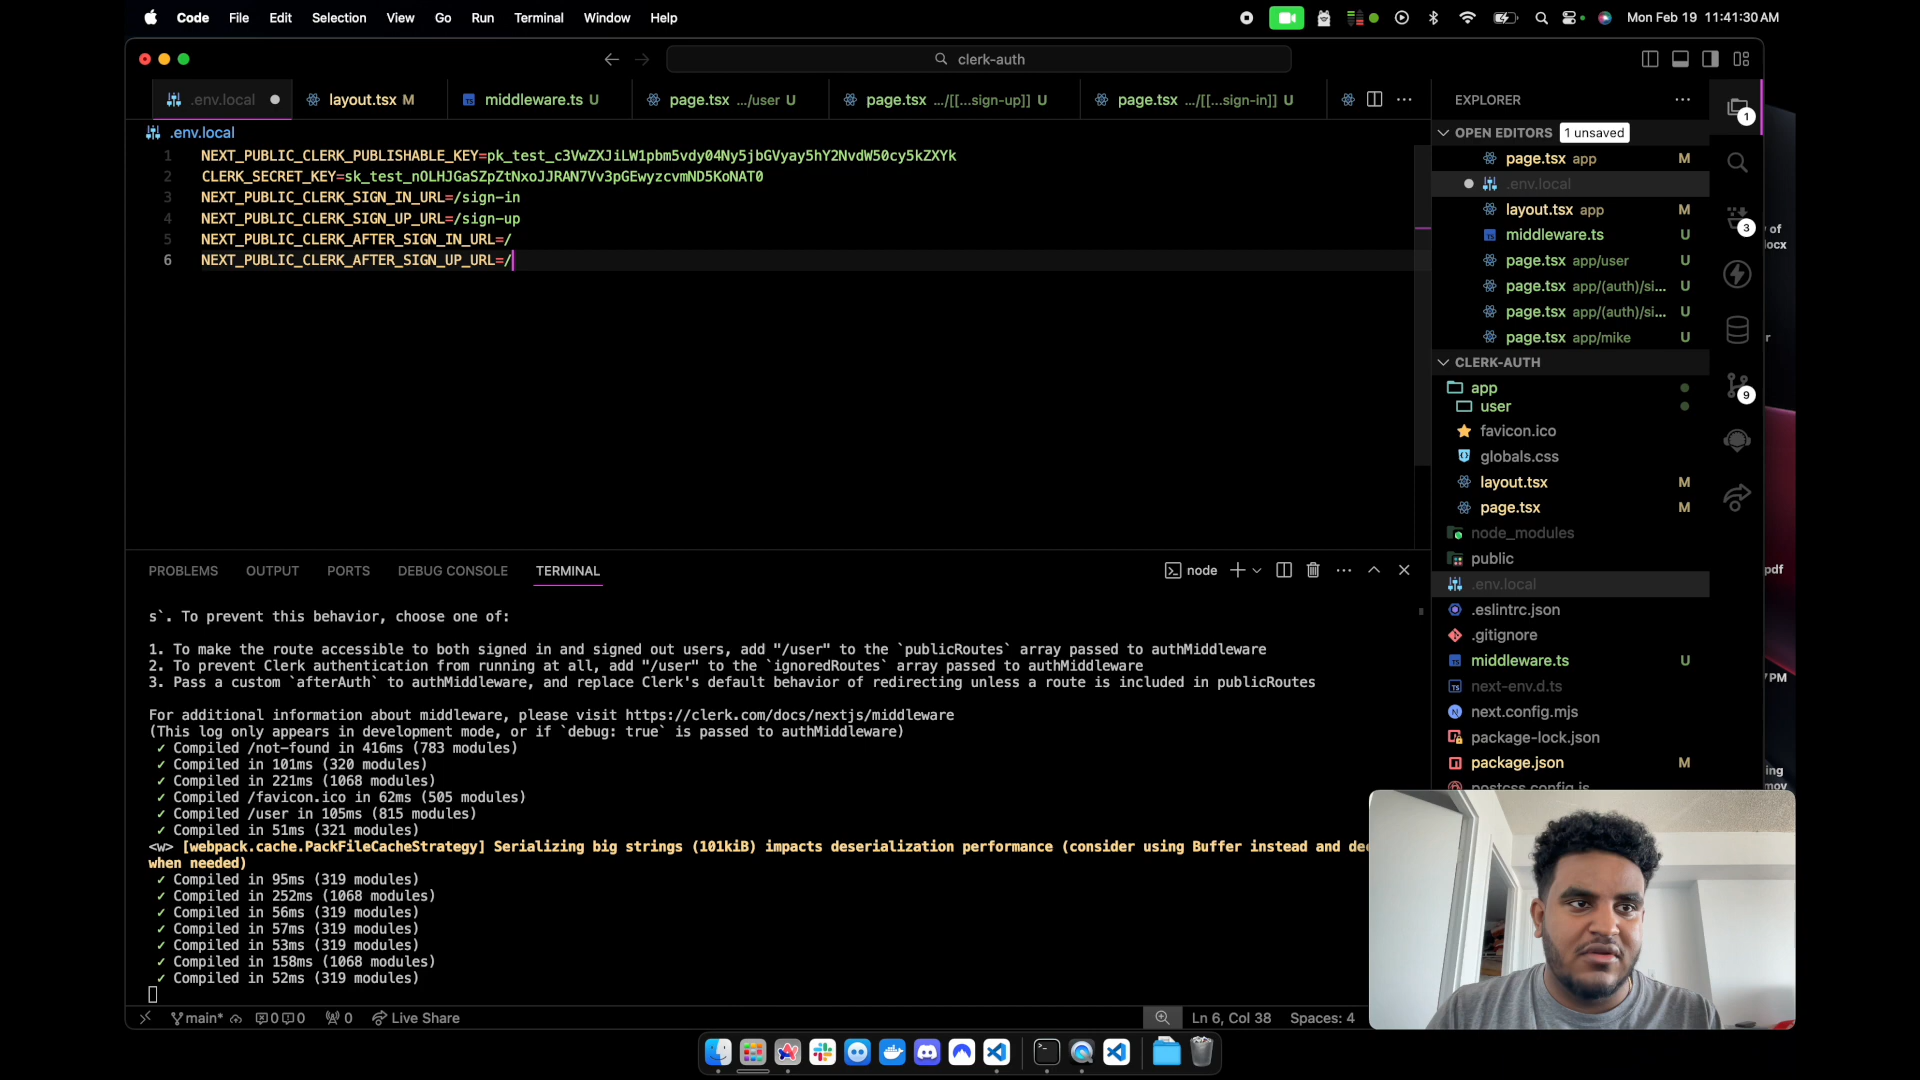 Code File Edit Selection View Go Run Terminal Window Help
Mon Feb 19 11:41:30 AM
clerk-auth
.env.local
layout.tsx M
middleware.ts U
page.tsx .../user U
page.tsx .../[[...sign-up]] U
page.tsx .../[[...sign-in]] U
.env.local
1 NEXT_PUBLIC_CLERK_PUBLISHABLE_KEY=pk_test_c3VwZXJiLW1pbm5vdy04Ny5jbGVyay5hY2NvdW50cy5kZXYk
2 CLERK_SECRET_KEY=sk_test_nOLHJGaSZpZtNxoJJRAN7Vv3pGEwyzcvmND5KoNAT0
3 NEXT_PUBLIC_CLERK_SIGN_IN_URL=/sign-in
4 NEXT_PUBLIC_CLERK_SIGN_UP_URL=/sign-up
5 NEXT_PUBLIC_CLERK_AFTER_SIGN_IN_URL=/
6 NEXT_PUBLIC_CLERK_AFTER_SIGN_UP_URL=/
PROBLEMS OUTPUT PORTS DEBUG CONSOLE TERMINAL
node
s`. To prevent this behavior, choose one of:
1. To make the route accessible to both signed in and signed out users, add "/user" to the `publicRoutes` array passed to authMiddleware
2. To prevent Clerk authentication from running at all, add "/user" to the `ignoredRoutes` array passed to authMiddleware
3. Pass a custom `afterAuth` to authMiddleware, and replace Clerk's default behavior of redirecting unless a route is included in publicRoutes
For additional information about middleware, please visit https://clerk.com/docs/nextjs/middleware
(This log only appears in development mode, or if `debug: true` is passed to authMiddleware)
✓ Compiled /not-found in 416ms (783 modules)
✓ Compiled in 101ms (320 modules)
✓ Compiled in 221ms (1068 modules)
✓ Compiled /favicon.ico in 62ms (505 modules)
✓ Compiled /user in 105ms (815 modules)
✓ Compiled in 51ms (321 modules)
<w> [webpack.cache.PackFileCacheStrategy] Serializing big strings (101kiB) impacts deserialization performance (consider using Buffer instead and de
when needed)
✓ Compiled in 95ms (319 modules)
✓ Compiled in 252ms (1068 modules)
✓ Compiled in 56ms (319 modules)
✓ Compiled in 57ms (319 modules)
✓ Compiled in 53ms (319 modules)
✓ Compiled in 158ms (1068 modules)
✓ Compiled in 52ms (319 modules)
main* 0 0 0 Live Share
Ln 6, Col 38 Spaces: 4
EXPLORER
OPEN EDITORS 1 unsaved
page.tsx app M
.env.local
layout.tsx app M
middleware.ts U
page.tsx app/user U
page.tsx app/(auth)/si... U
page.tsx app/(auth)/si... U
page.tsx app/mike U
CLERK-AUTH
app
user
favicon.ico
globals.css
layout.tsx M
page.tsx M
node_modules
public
.env.local
.eslintrc.json
.gitignore
middleware.ts U
next-env.d.ts
next.config.mjs
package-lock.json
package.json M
postcss.config.js
1
3
9
of
ocx
r
pdf
PM
ing
mov